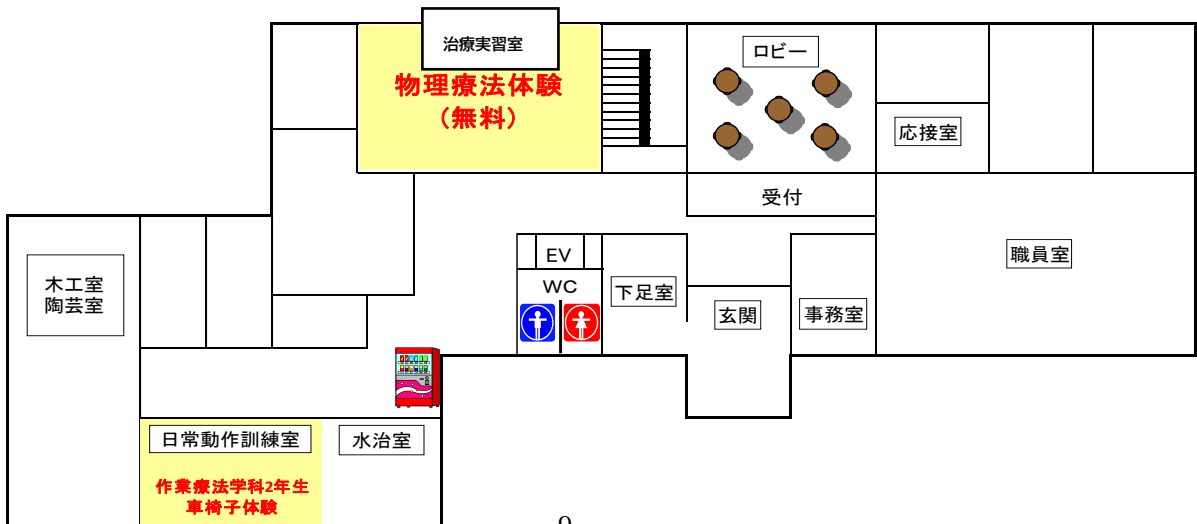 治療実習室
物理療法体験
（無料）
ロビー
応接室
受付
職員室
木工室
陶芸室
EV
WC
下足室
玄関
事務室
日常動作訓練室
水治室
作業療法学科2年生
車椅子体験